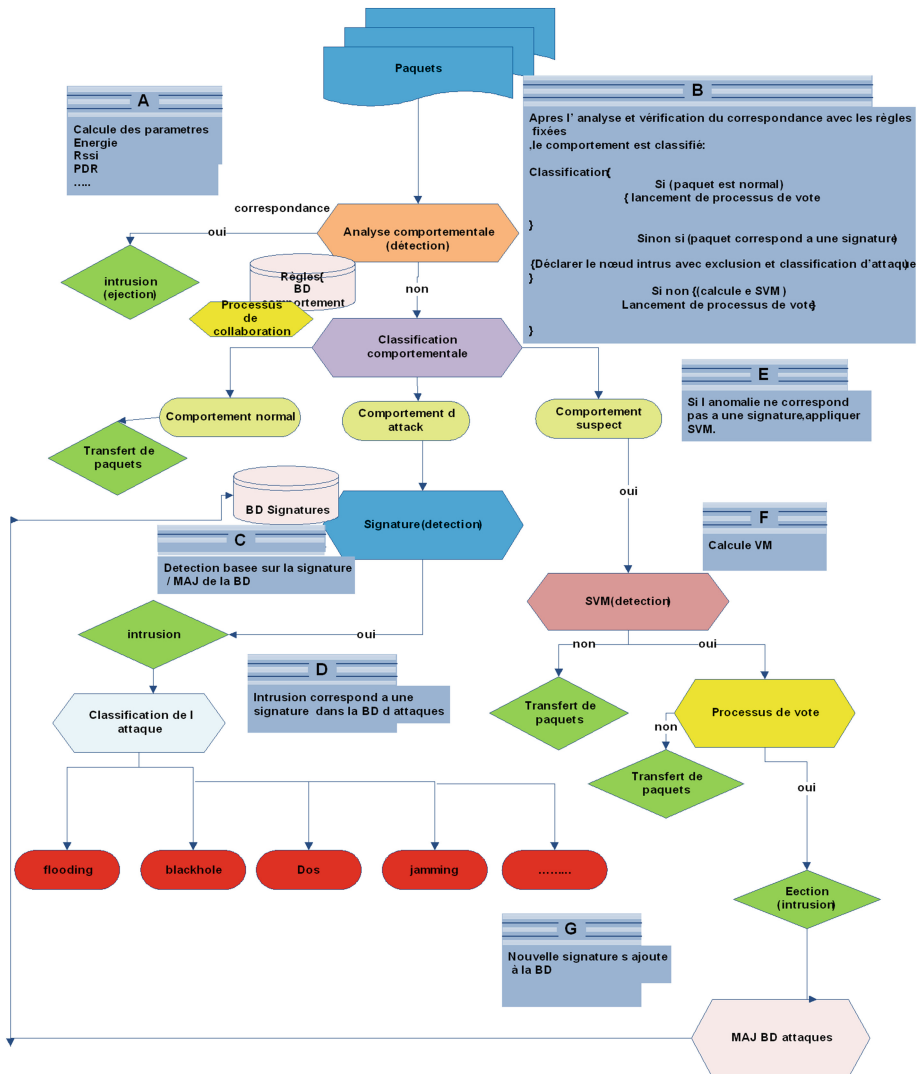 Paquets
A
Calcule des parametres
Energie
Rssi
PDR
.....
B
Apres l' analyse et vérification du correspondance avec les règles
fixées
,le comportement est classifié:
Classification{
Si (paquet est normal)
{ lancement de processus de vote
}
Sinon si (paquet correspond a une signature)
{Déclarer le nœud intrus avec exclusion et classification d'attaque
}
Si non {(calcule e SVM )
Lancement de processus de vote}
}
correspondance
oui
Analyse comportementale
(détection)
intrusion
(ejection)
Règles{
BD
comportement
non
Processus
de
collaboration
Classification
comportementale
E
Si l anomalie ne correspond
pas a une signature,appliquer
SVM.
Comportement normal
Comportement d
attack
Comportement
suspect
Transfert de
paquets
BD Signatures
oui
Signature(detection)
C
Detection basee sur la signature
/ MAJ de la BD
F
Calcule VM
SVM(detection)
intrusion
oui
non
oui
D
Intrusion correspond a une
signature dans la BD d attaques
Classification de l
attaque
Transfert de
paquets
Processus de vote
non
Transfert de
paquets
oui
flooding
blackhole
Dos
jamming
.........
Eection
(intrusion)
G
Nouvelle signature s ajoute
à la BD
MAJ BD attaques